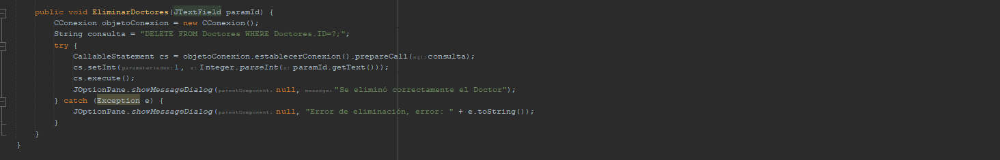 public void EliminarDoctores(JTextField paramId) {
CConexion objetoConexion = new CConexion();
String consulta = "DELETE FROM Doctores WHERE Doctores.ID=?;";
try {
CallableStatement cs = objetoConexion.establecerConexion().prepareCall(sql: consulta);
cs.setInt(parameterIndex: 1, x: Integer.parseInt(s: paramId.getText()));
cs.execute();
JOptionPane.showMessageDialog(parentComponent: null, message: "Se eliminó correctamente el Doctor");
} catch (Exception e) {
JOptionPane.showMessageDialog(parentComponent: null, "Error de eliminación, error: " + e.toString());
}
}
}